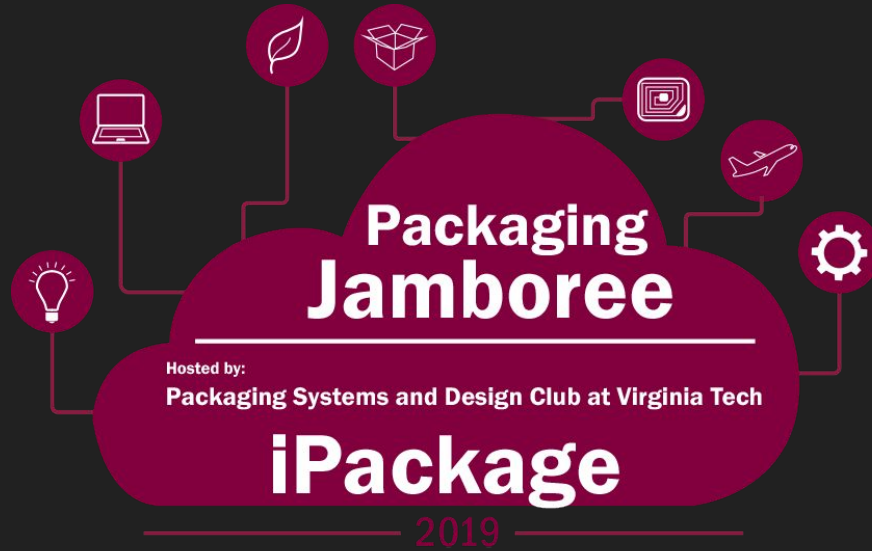 Packaging
Jamboree
Hosted by:
Packaging Systems and Design Club at Virginia Tech
iPackage
2019